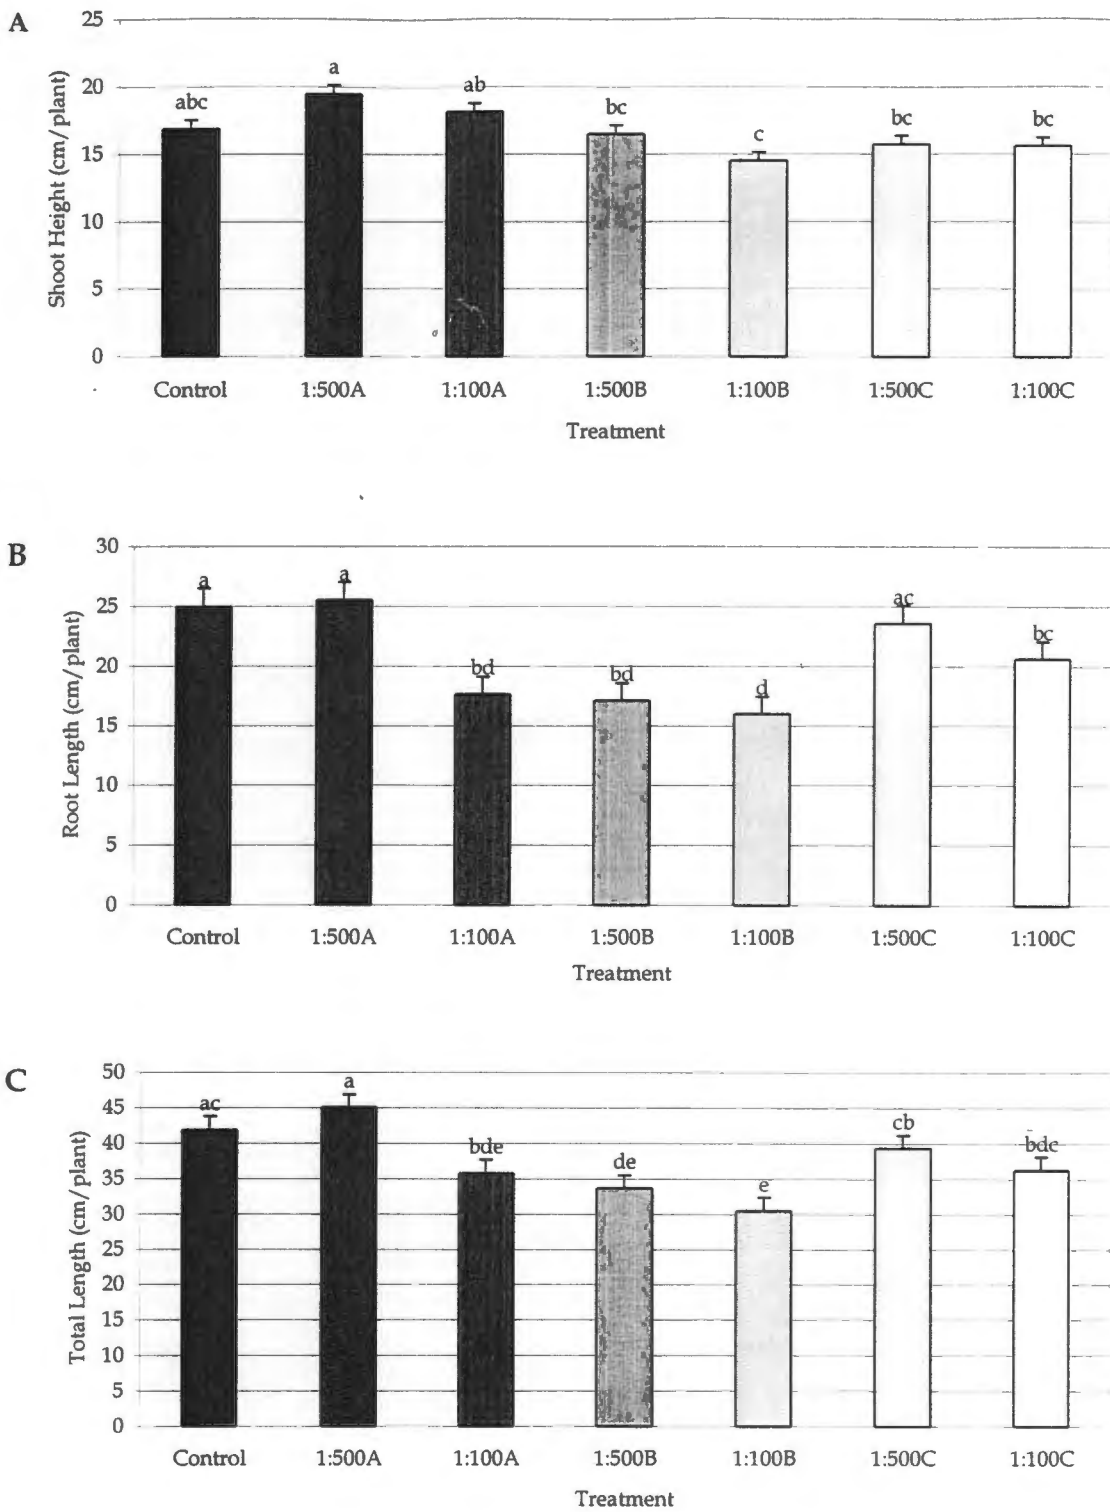 A
25
20
15
10
5
0
Shoot Height (cm/plant)
abc
a
ab
bc
c
bc
bc
Control 1:500A 1:100A 1:500B 1:100B 1:500C 1:100C
Treatment
B
30
25
20
15
10
5
0
Root Length (cm/plant)
a
a
bd
bd
d
ac
bc
Control 1:500A 1:100A 1:500B 1:100B 1:500C 1:100C
Treatment
C
50
45
40
35
30
25
20
15
10
5
0
Total Length (cm/plant)
ac
a
bde
de
e
cb
bdc
Control 1:500A 1:100A 1:500B 1:100B 1:500C 1:100C
Treatment